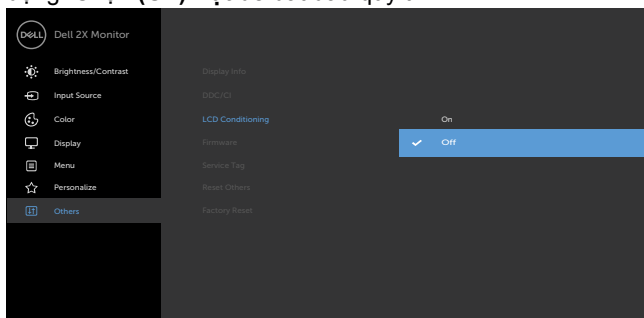 DELL
Dell 2X Monitor
Brightness/Contrast
Input Source
Color
Display
Menu
Personalize
Others
Display Info
DDC/CI
LCD Conditioning
Firmware
Service Tag
Reset Others
Factory Reset
On
Off